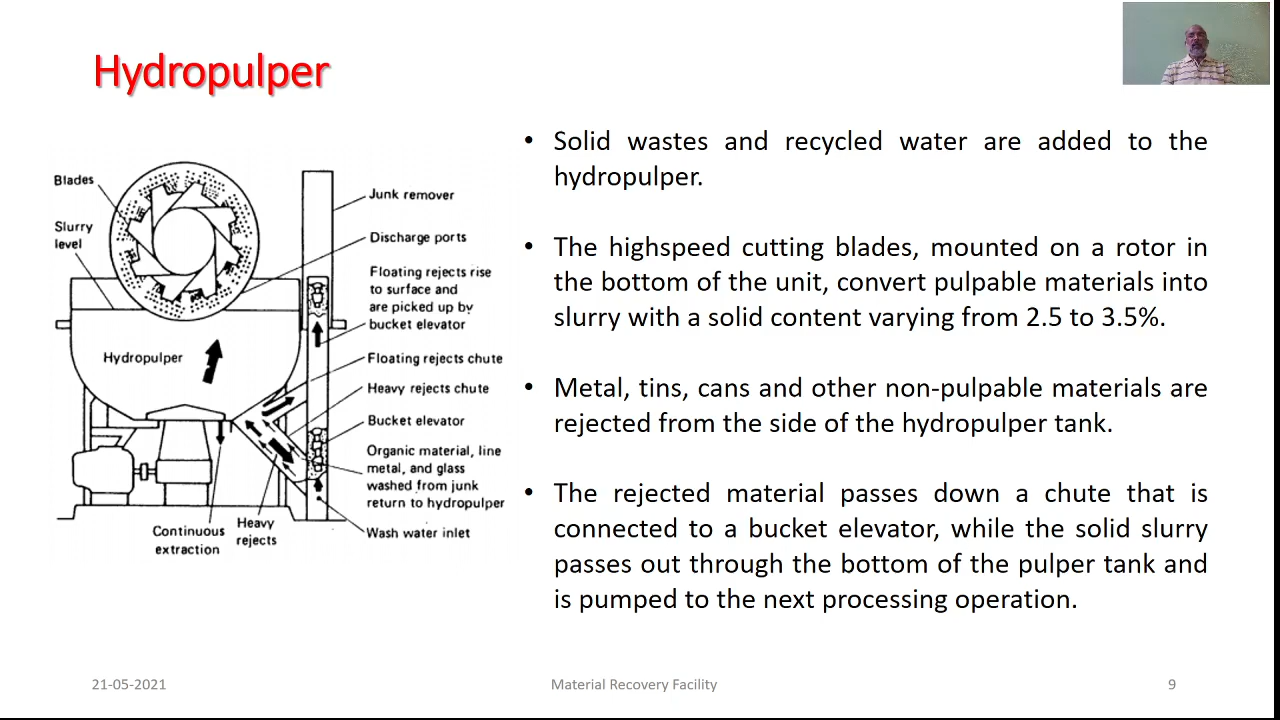 Hydropulper
Blades
Slurry
level
Hydropulper
Junk remover
Discharge ports
Floating rejects rise
to surface and
are picked up by
bucket elevator
Floating rejects chute
Heavy rejects chute
Bucket elevator
Organic material, line
metal, and glass
washed from junk
return to hydropulper
Wash water inlet
Continuous
extraction
Heavy
rejects
• Solid wastes and recycled water are added to the
hydropulper.
• The highspeed cutting blades, mounted on a rotor in
the bottom of the unit, convert pulpable materials into
slurry with a solid content varying from 2.5 to 3.5%.
• Metal, tins, cans and other non-pulpable materials are
rejected from the side of the hydropulper tank.
• The rejected material passes down a chute that is
connected to a bucket elevator, while the solid slurry
passes out through the bottom of the pulper tank and
is pumped to the next processing operation.
21-05-2021
Material Recovery Facility
9